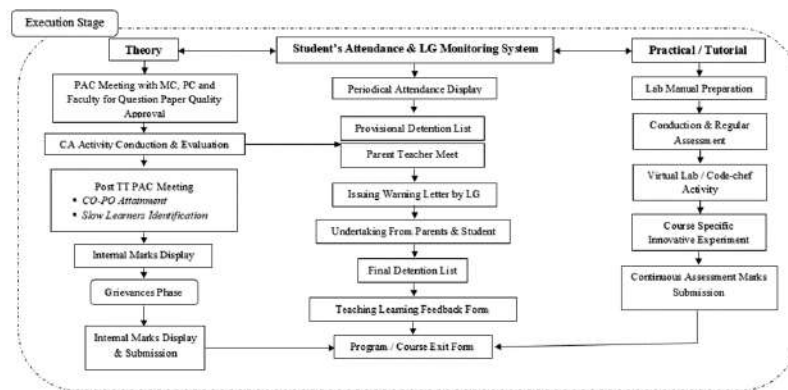 Execution Stage
Theory
PAC Meeting with MC, PC and
Faculty for Question Paper Quality
Approval
CA Activity Conduction & Evaluation
Post TT PAC Meeting
• CO-PO Attainment
• Slow Learners Identification
Internal Marks Display
Grievances Phase
Internal Marks Display
& Submission
Student's Attendance & LG Monitoring System
Periodical Attendance Display
Provisional Detention List
Parent Teacher Meet
Issuing Warning Letter by LG
Undertaking From Parents & Student
Final Detention List
Teaching Learning Feedback Form
Program / Course Exit Form
Practical / Tutorial
Lab Manual Preparation
Conduction & Regular
Assessment
Virtual Lab / Code-chef
Activity
Course Specific
Innovative Experiment
Continuous Assessment Marks
Submission